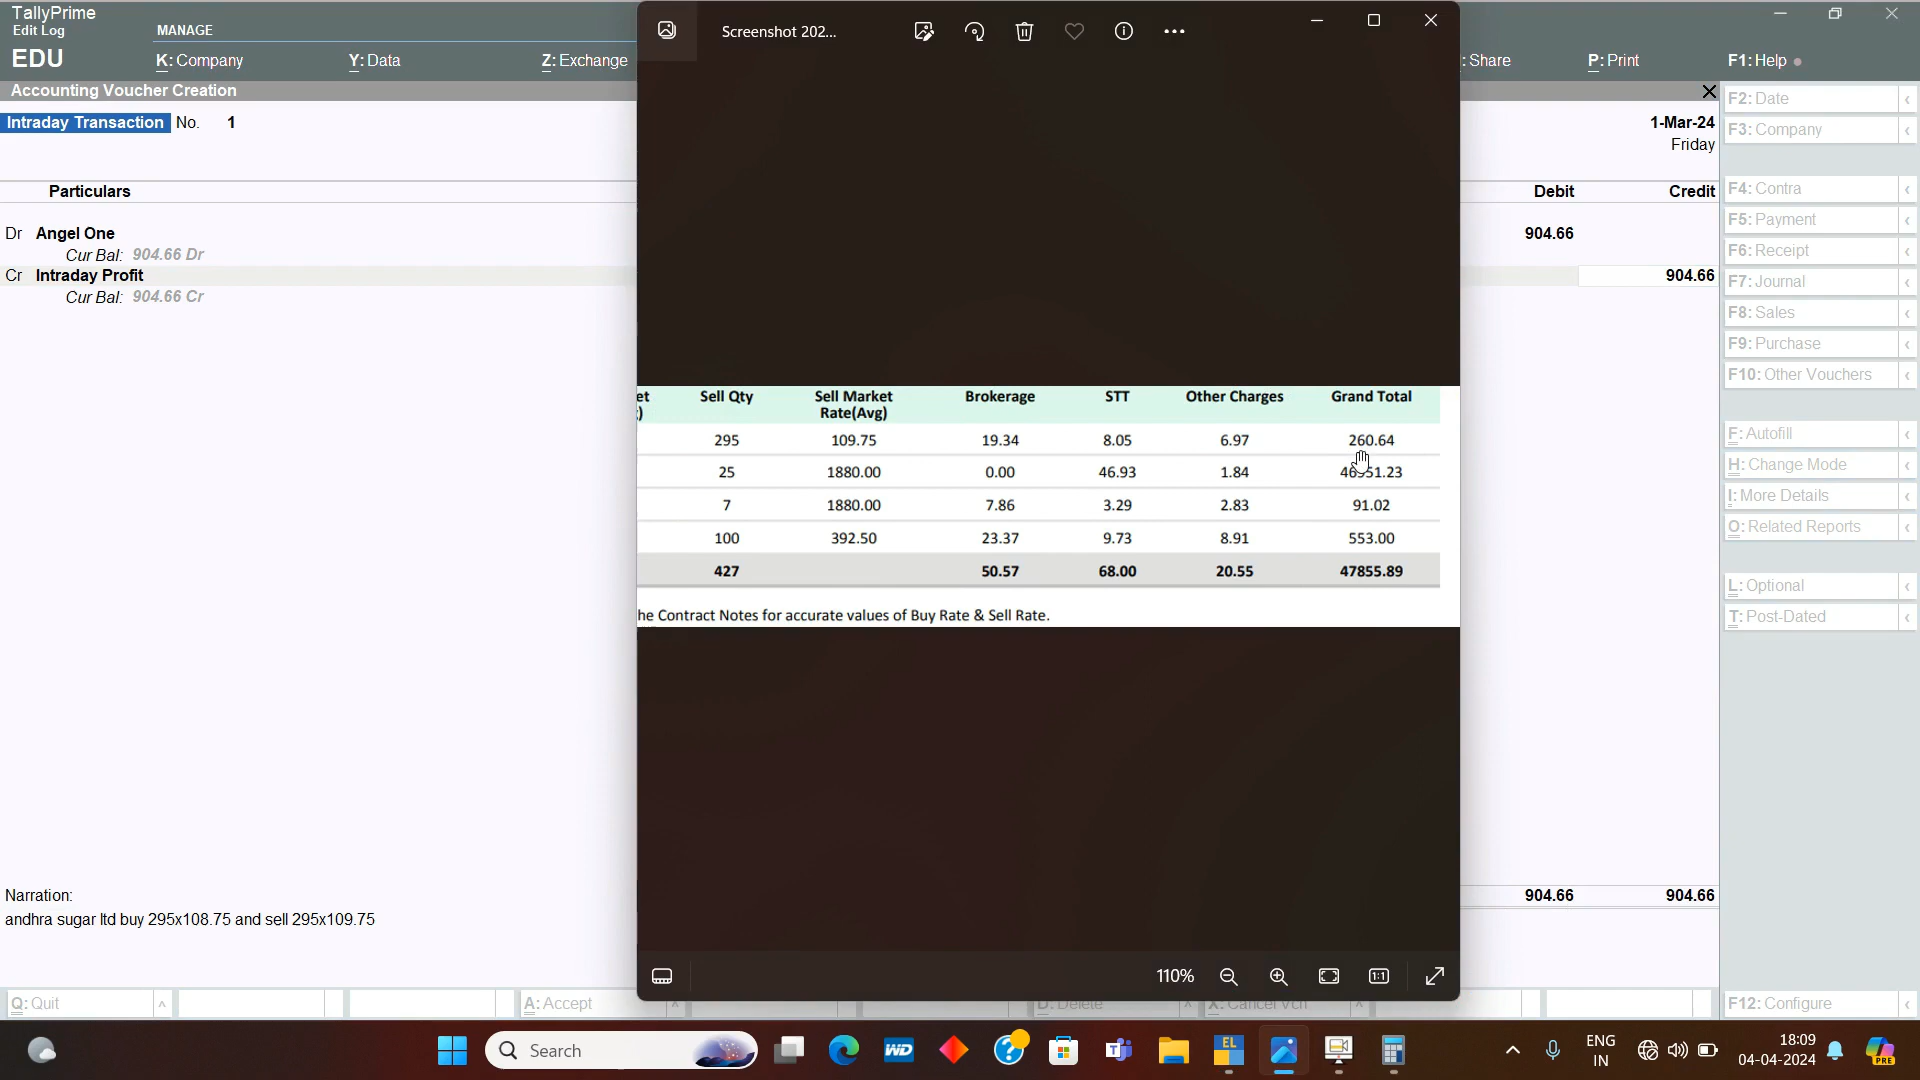 TallyPrime
Edit Log
MANAGE
EDU
K: Company
Y: Data
Z: Exchange
: Share
P: Print
F1: Help
Accounting Voucher Creation
Intraday Transaction No. 1
1-Mar-24
Friday
Particulars
Debit
Credit
Dr Angel One
904.66
Cur Bal: 904.66 Dr
Cr Intraday Profit
904.66
Cur Bal: 904.66 Cr
Narration:
904.66
904.66
andhra sugar ltd buy 295x108.75 and sell 295x109.75
Q: Quit
A: Accept
D: Delete
X: Cancel Vch
F2: Date
F3: Company
F4: Contra
F5: Payment
F6: Receipt
F7: Journal
F8: Sales
F9: Purchase
F10: Other Vouchers
F: Autofill
H: Change Mode
I: More Details
O: Related Reports
L: Optional
T: Post-Dated
F12: Configure
Screenshot 202...
et Sell Qty Sell Market Brokerage STT Other Charges Grand Total
) Rate(Avg)
295 109.75 19.34 8.05 6.97 260.64
25 1880.00 0.00 46.93 1.84
7 1880.00 7.86 3.29 2.83 91.02
100 392.50 23.37 9.73 8.91 553.00
427 50.57 68.00 20.55 47855.89
he Contract Notes for accurate values of Buy Rate & Sell Rate.
110%
1:1
Search
WD
EL
ENG
IN
18:09
04-04-2024
PRE